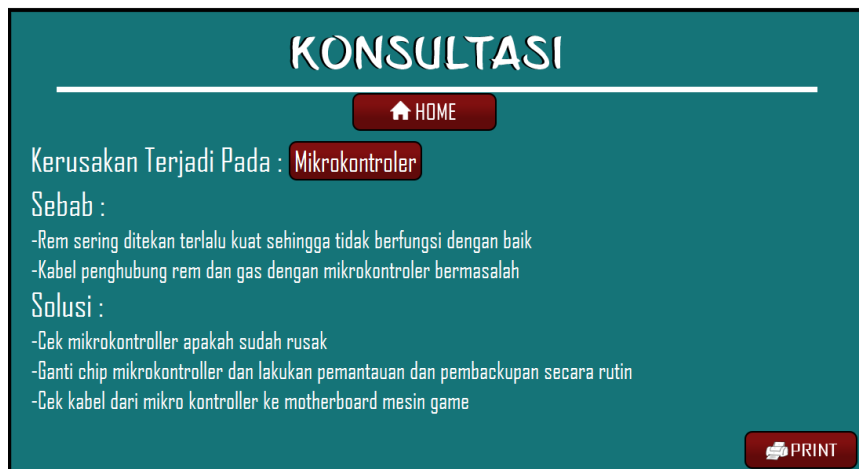 KONSULTASI
HOME
Kerusakan Terjadi Pada : Mikrokontroler
Sebab :
-Rem sering ditekan terlalu kuat sehingga tidak berfungsi dengan baik
-Kabel penghubung rem dan gas dengan mikrokontroler bermasalah
Solusi :
-Cek mikrokontroller apakah sudah rusak
-Ganti chip mikrokontroller dan lakukan pemantauan dan pembackupan secara rutin
-Cek kabel dari mikro kontroller ke motherboard mesin game
PRINT